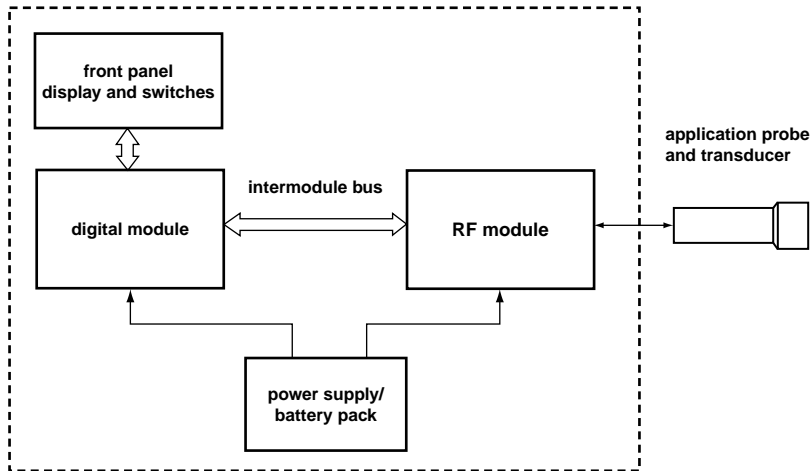 front panel
display and switches
application probe
and transducer
intermodule bus
digital module
RF module
power supply/
battery pack